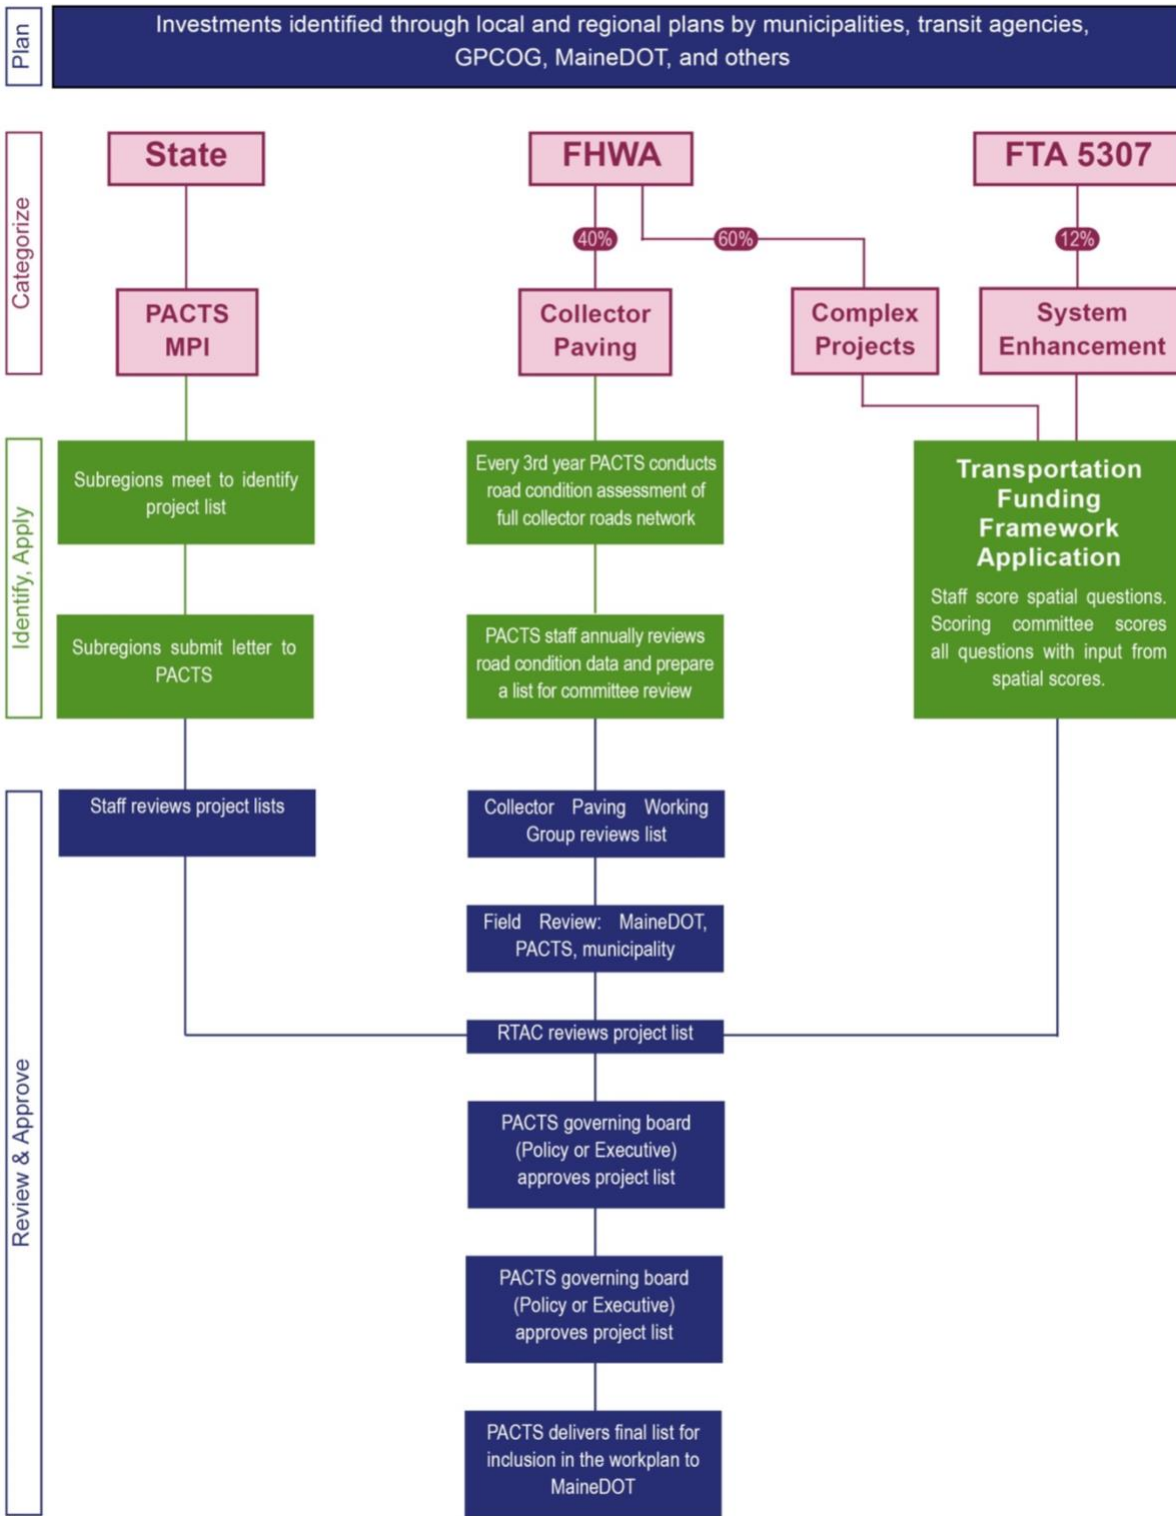 Plan
Investments identified through local and regional plans by municipalities, transit agencies,
GPCOG, MaineDOT, and others
Categorize
State
FHWA
FTA 5307
40%
60%
12%
PACTS
MPI
Collector
Paving
Complex
Projects
System
Enhancement
Identify, Apply
Subregions meet to identify
project list
Every 3rd year PACTS conducts
road condition assessment of
full collector roads network
Transportation
Funding
Framework
Application
Staff score spatial questions.
Scoring committee scores
all questions with input from
spatial scores.
Subregions submit letter to
PACTS
PACTS staff annually reviews
road condition data and prepare
a list for committee review
Review & Approve
Staff reviews project lists
Collector Paving Working
Group reviews list
Field Review: MaineDOT,
PACTS, municipality
RTAC reviews project list
PACTS governing board
(Policy or Executive)
approves project list
PACTS governing board
(Policy or Executive)
approves project list
PACTS delivers final list for
inclusion in the workplan to
MaineDOT